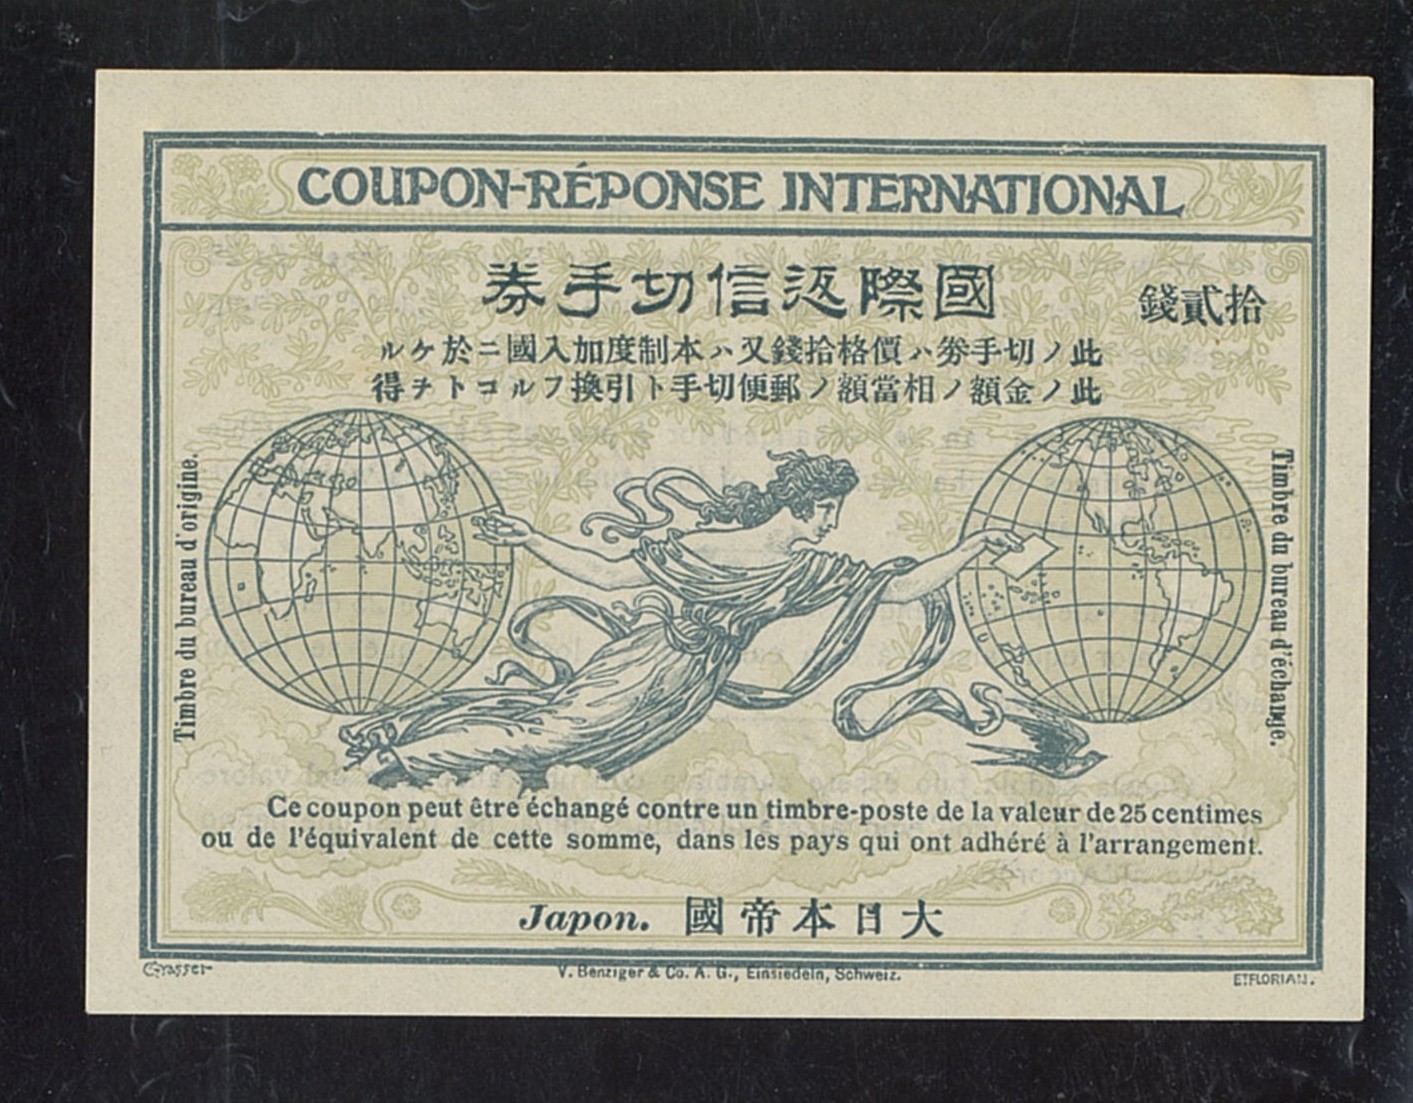 COUPON-RÉPONSE INTERNATIONAL
國際返信切手券
拾貳錢
此ノ切手券ハ價格拾錢又ハ本制度加入國ニ於ケル
此ノ金額ノ相當額ノ郵便切手ト引換フルコトヲ得
Timbre du bureau d'origine.
Timbre du bureau d'échange.
Ce coupon peut être échangé contre un timbre-poste de la valeur de 25 centimes
ou de l'équivalent de cette somme, dans les pays qui ont adhéré à l'arrangement.
Japon. 大日本帝國
Grasser
V. Benziger & Co. A. G., Einsiedeln, Schweiz.
E. FLORIAN.